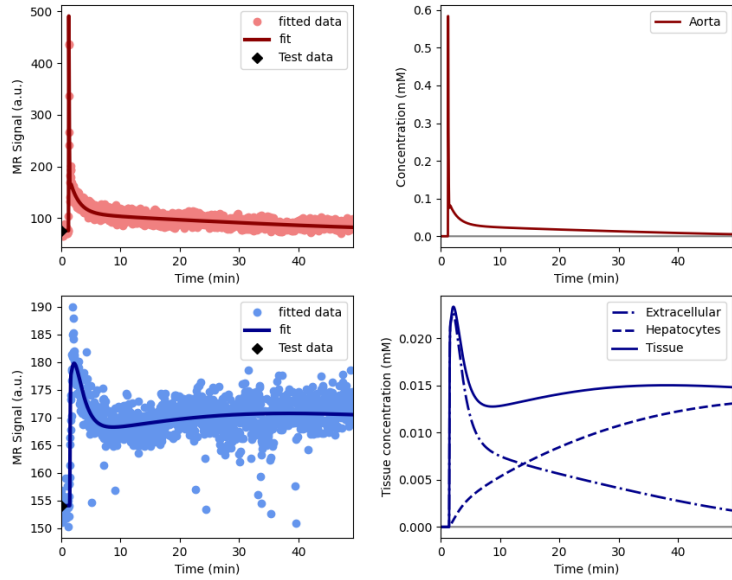 500
400
300
200
100
MR Signal (a.u.)
fitted data
fit
Test data
0 10 20 30 40
Time (min)
0.6
0.5
0.4
0.3
0.2
0.1
0.0
Concentration (mM)
Aorta
0 10 20 30 40
Time (min)
190
185
180
175
170
165
160
155
150
MR Signal (a.u.)
fitted data
fit
Test data
0 10 20 30 40
Time (min)
0.020
0.015
0.010
0.005
0.000
Tissue concentration (mM)
Extracellular
Hepatocytes
Tissue
0 10 20 30 40
Time (min)